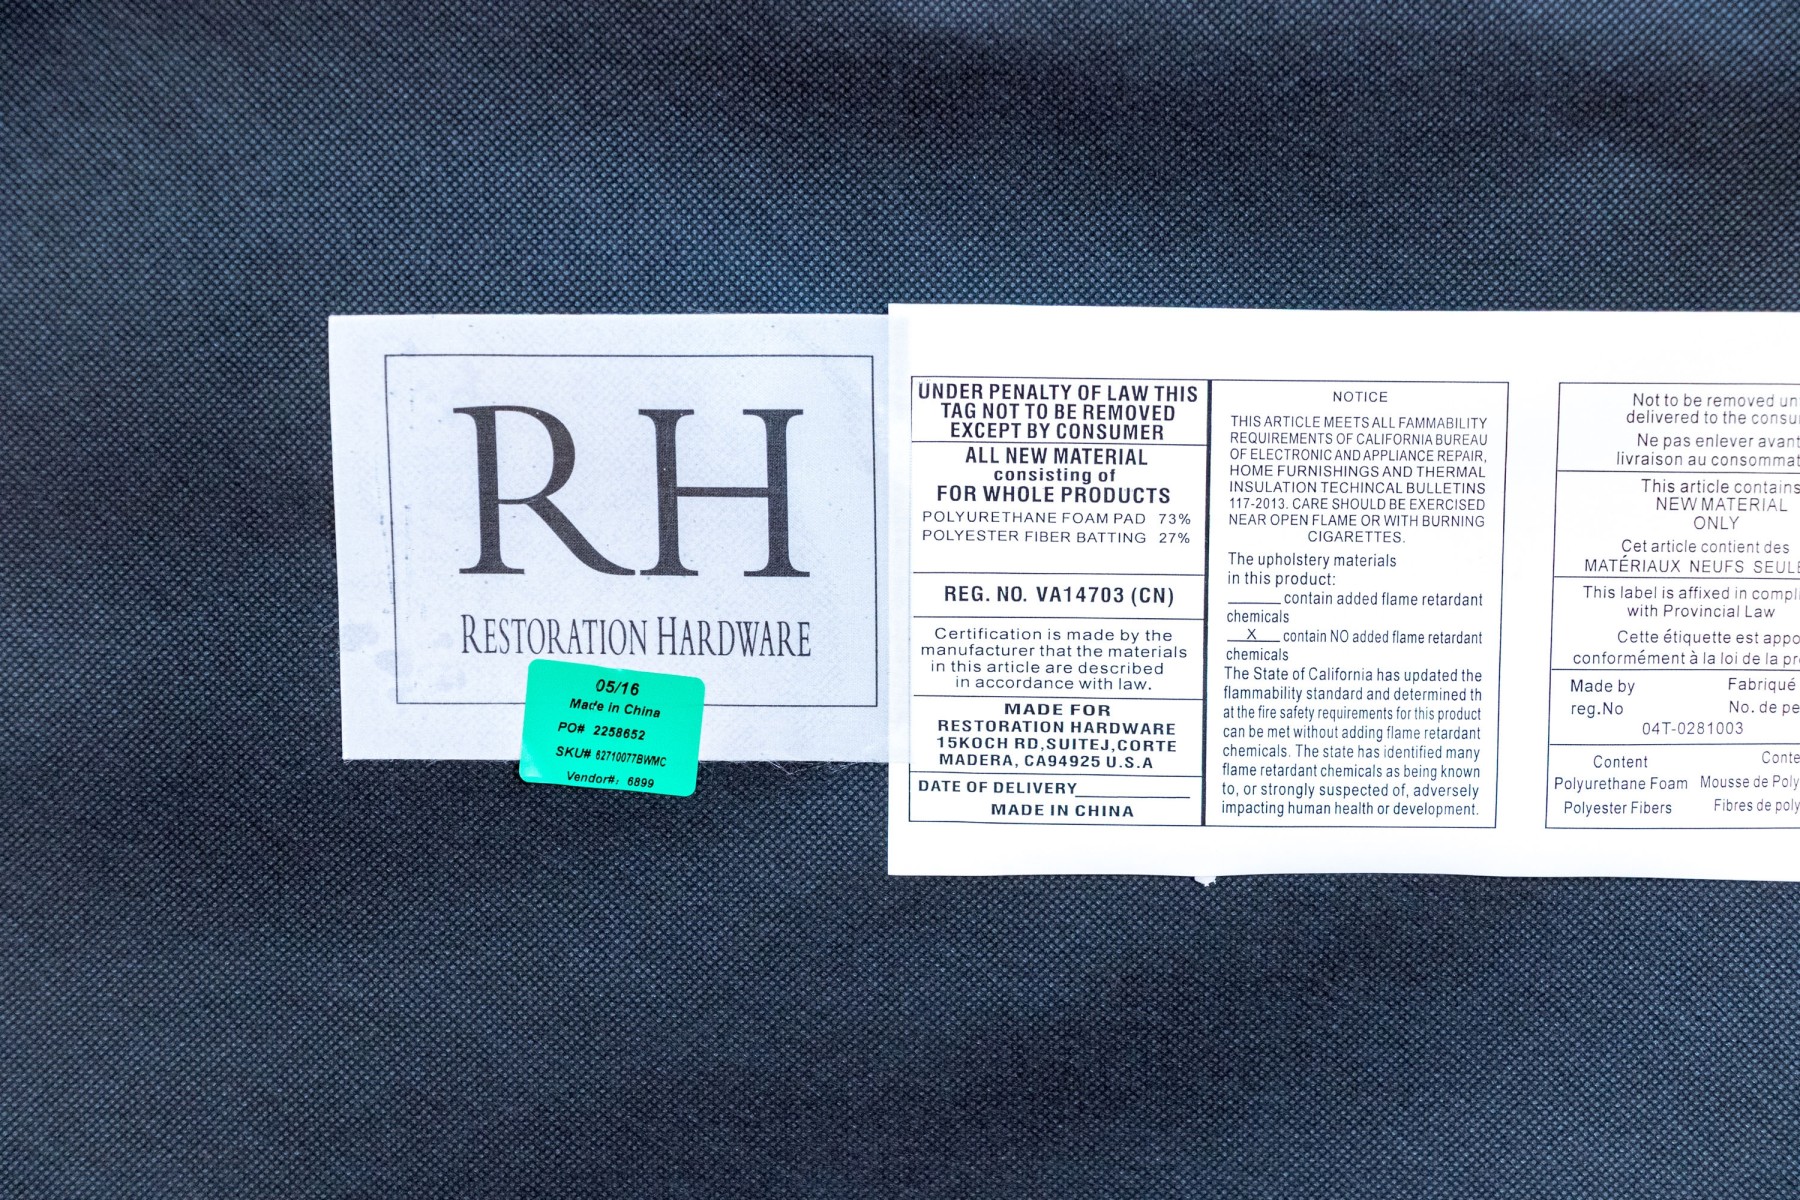 RH
RESTORATION HARDWARE
05/16
Made in China
PO# 2258652
SKU# 62710077BWMC
Vendor#: 6899
UNDER PENALTY OF LAW THIS
TAG NOT TO BE REMOVED
EXCEPT BY CONSUMER
ALL NEW MATERIAL
consisting of
FOR WHOLE PRODUCTS
POLYURETHANE FOAM PAD 73%
POLYESTER FIBER BATTING 27%
REG. NO. VA14703 (CN)
Certification is made by the
manufacturer that the materials
in this article are described
in accordance with law.
MADE FOR
RESTORATION HARDWARE
15KOCH RD,SUITEJ,CORTE
MADERA, CA94925 U.S.A
DATE OF DELIVERY
MADE IN CHINA
NOTICE
THIS ARTICLE MEETS ALL FAMMABILITY
REQUIREMENTS OF CALIFORNIA BUREAU
OF ELECTRONIC AND APPLIANCE REPAIR,
HOME FURNISHINGS AND THERMAL
INSULATION TECHINCAL BULLETINS
117-2013. CARE SHOULD BE EXERCISED
NEAR OPEN FLAME OR WITH BURNING
CIGARETTES.
The upholstery materials
in this product:
______ contain added flame retardant
chemicals
__X__ contain NO added flame retardant
chemicals
The State of California has updated the
flammability standard and determined th
at the fire safety requirements for this product
can be met without adding flame retardant
chemicals. The state has identified many
flame retardant chemicals as being known
to, or strongly suspected of, adversely
impacting human health or development.
Not to be removed un
delivered to the consu
Ne pas enlever avant
livraison au consommat
This article contains
NEW MATERIAL
ONLY
Cet article contient des
MATÉRIAUX NEUFS SEULE
This label is affixed in compli
with Provincial Law
Cette étiquette est appo
conformément à la loi de la pr
Made by Fabriqué
reg.No No. de pe
04T-0281003
Content Conte
Polyurethane Foam Mousse de Poly
Polyester Fibers Fibres de poly